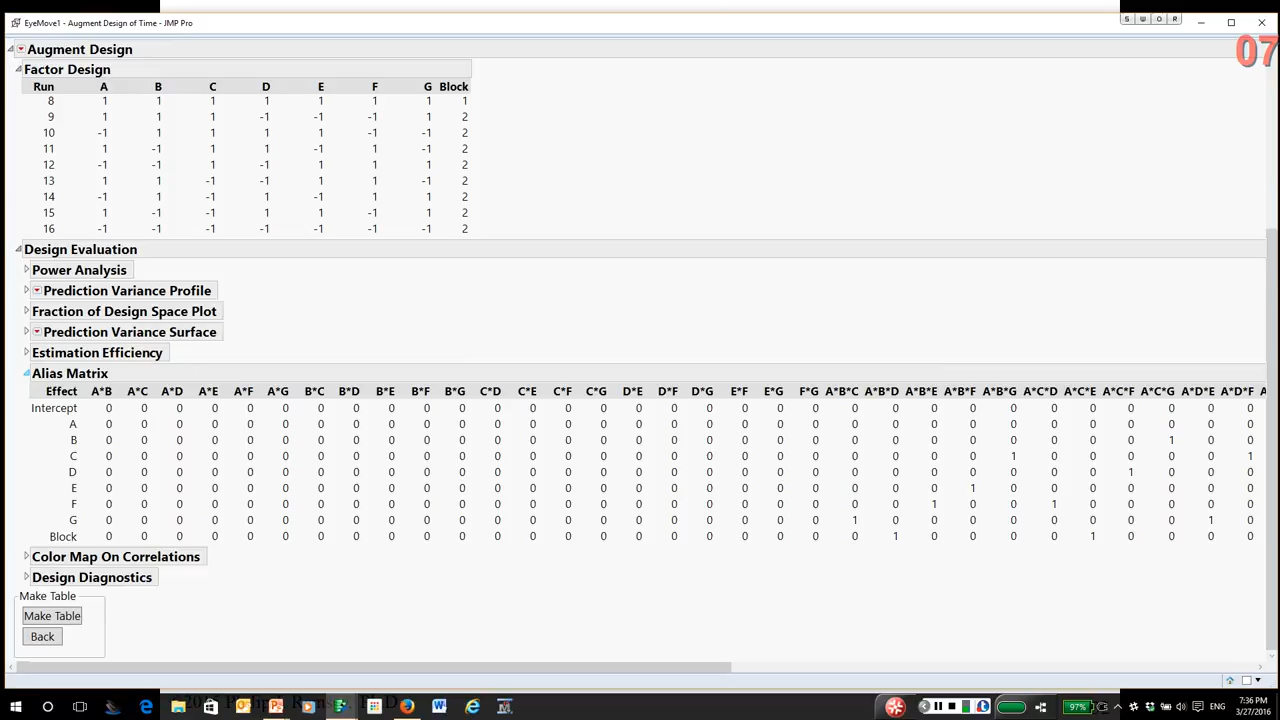 EyeMove1 - Augment Design of Time - JMP Pro
S W O R
07
Augment Design
Factor Design
Run A B C D E F G Block
8 1 1 1 1 1 1 1 1
9 1 1 1 -1 -1 -1 1 2
10 -1 1 1 1 1 -1 -1 2
11 1 -1 1 1 -1 1 -1 2
12 -1 -1 1 -1 1 1 1 2
13 1 1 -1 -1 1 1 -1 2
14 -1 1 -1 1 -1 1 1 2
15 1 -1 -1 1 1 -1 1 2
16 -1 -1 -1 -1 -1 -1 -1 2
Design Evaluation
Power Analysis
Prediction Variance Profile
Fraction of Design Space Plot
Prediction Variance Surface
Estimation Efficiency
Alias Matrix
Effect A*B A*C A*D A*E A*F A*G B*C B*D B*E B*F B*G C*D C*E C*F C*G D*E D*F D*G E*F E*G F*G A*B*C A*B*D A*B*E A*B*F A*B*G A*C*D A*C*E A*C*F A*C*G A*D*E A*D*F A
Intercept 0 0 0 0 0 0 0 0 0 0 0 0 0 0 0 0 0 0 0 0 0 0 0 0 0 0 0 0 0 0 0 0
A 0 0 0 0 0 0 0 0 0 0 0 0 0 0 0 0 0 0 0 0 0 0 0 0 0 0 0 0 0 0 0 0
B 0 0 0 0 0 0 0 0 0 0 0 0 0 0 0 0 0 0 0 0 0 0 0 0 0 0 0 0 0 1 0 0
C 0 0 0 0 0 0 0 0 0 0 0 0 0 0 0 0 0 0 0 0 0 0 0 0 0 1 0 0 0 0 0 1
D 0 0 0 0 0 0 0 0 0 0 0 0 0 0 0 0 0 0 0 0 0 0 0 0 0 0 0 0 1 0 0 0
E 0 0 0 0 0 0 0 0 0 0 0 0 0 0 0 0 0 0 0 0 0 0 0 0 1 0 0 0 0 0 0 0
F 0 0 0 0 0 0 0 0 0 0 0 0 0 0 0 0 0 0 0 0 0 0 0 1 0 0 1 0 0 0 0 0
G 0 0 0 0 0 0 0 0 0 0 0 0 0 0 0 0 0 0 0 0 0 1 0 0 0 0 0 0 0 0 1 0
Block 0 0 0 0 0 0 0 0 0 0 0 0 0 0 0 0 0 0 0 0 0 0 1 0 0 0 0 1 0 0 0 0
Color Map On Correlations
Design Diagnostics
Make Table
Make Table
Back
97%
ENG
7:36 PM
3/27/2016